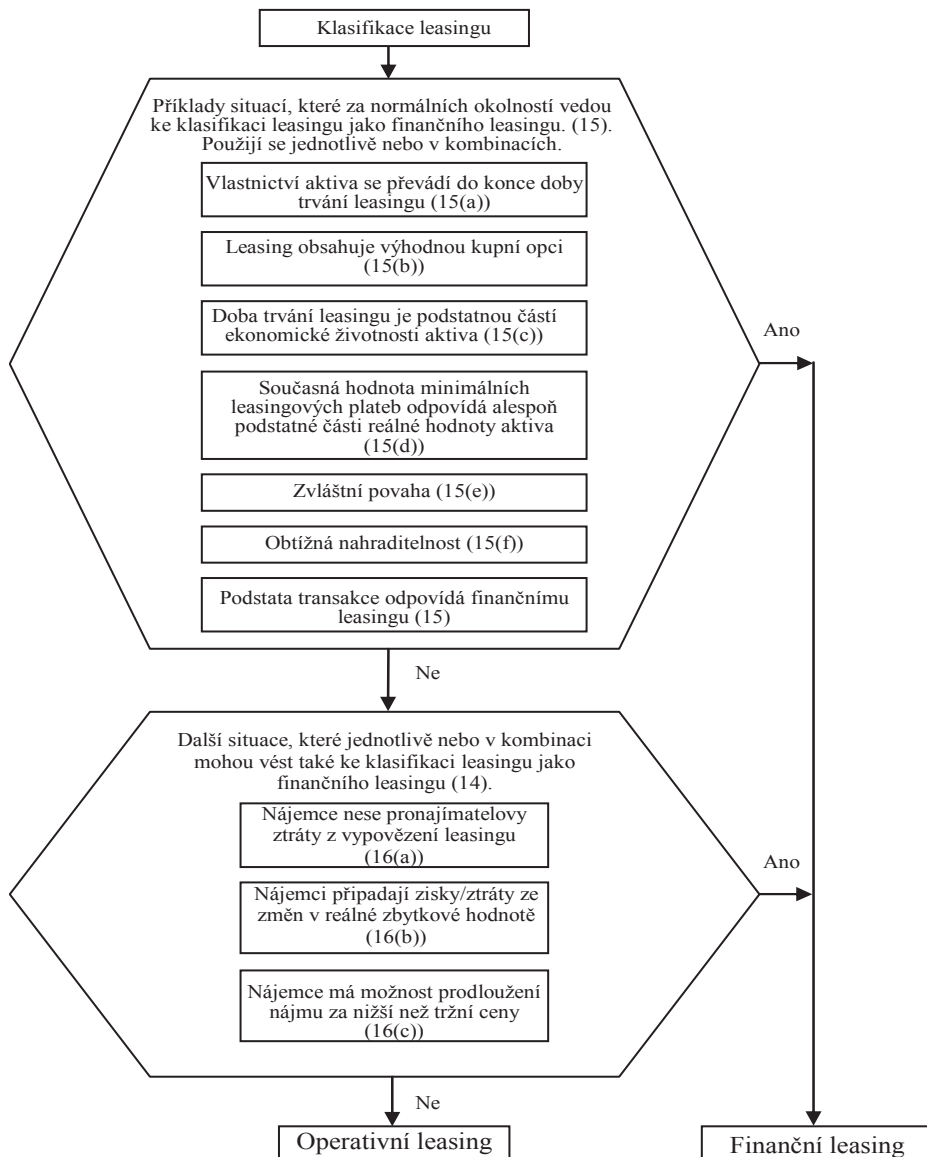 Klasifikace leasingu
Příklady situací, které za normálních okolností vedou
ke klasifikaci leasingu jako finančního leasingu. (15).
Použijí se jednotlivě nebo v kombinacích.
Vlastnictví aktiva se převádí do konce doby
trvání leasingu (15(a))
Leasing obsahuje výhodnou kupní opci
(15(b))
Doba trvání leasingu je podstatnou částí
ekonomické životnosti aktiva (15(c))
Ano
Současná hodnota minimálních
leasingových plateb odpovídá alespoň
podstatné části reálné hodnoty aktiva
(15(d))
Zvláštní povaha (15(e))
Obtížná nahraditelnost (15(f))
Podstata transakce odpovídá finančnímu
leasingu (15)
Ne
Další situace, které jednotlivě nebo v kombinaci
mohou vést také ke klasifikaci leasingu jako
finančního leasingu (14).
Nájemce nese pronajímatelovy
ztráty z vypovězení leasingu
(16(a))
Ano
Nájemci připadají zisky/ztráty ze
změn v reálné zbytkové hodnotě
(16(b))
Nájemce má možnost prodloužení
nájmu za nižší než tržní ceny
(16(c))
Ne
Operativní leasing
Finanční leasing